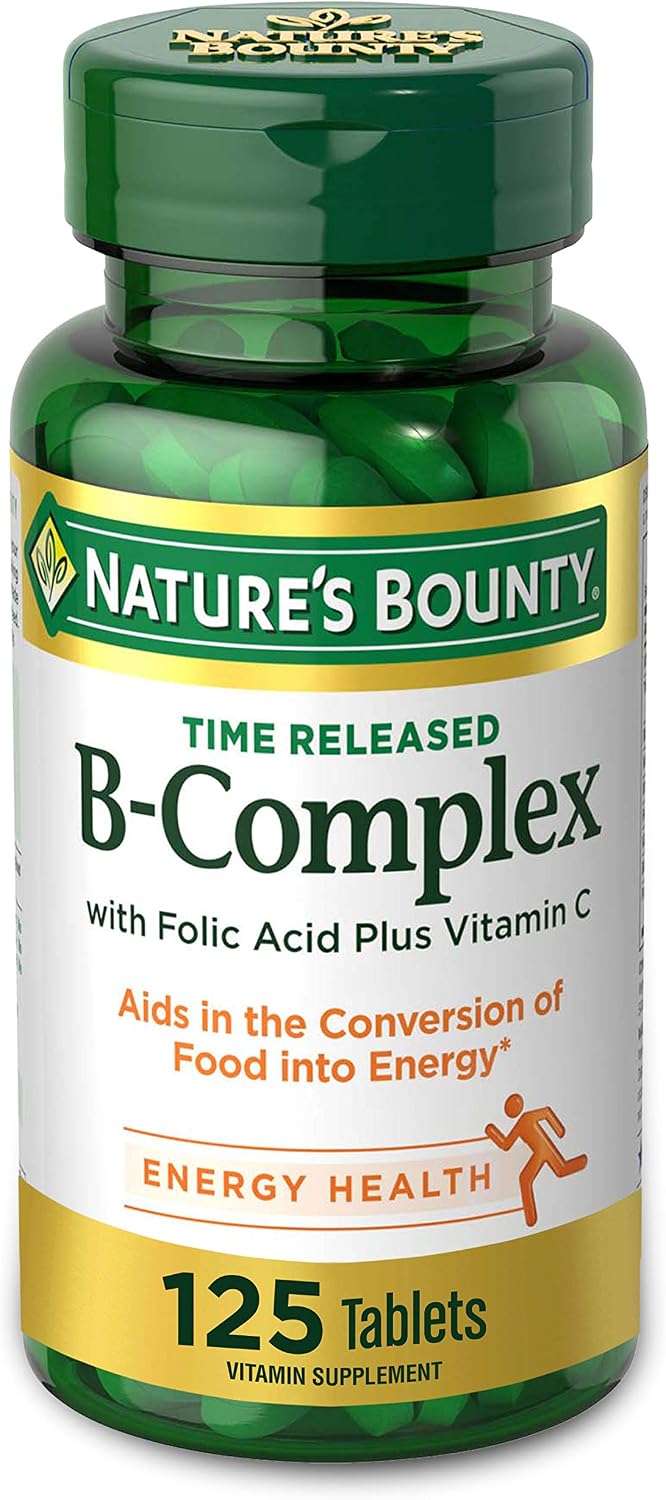 NATURE'S
BOUNTY
NATURE'S BOUNTY®
TIME RELEASED
B-Complex
with Folic Acid Plus Vitamin C
Aids in the Conversion of
Food into Energy*
ENERGY HEALTH
125 Tablets
VITAMIN SUPPLEMENT